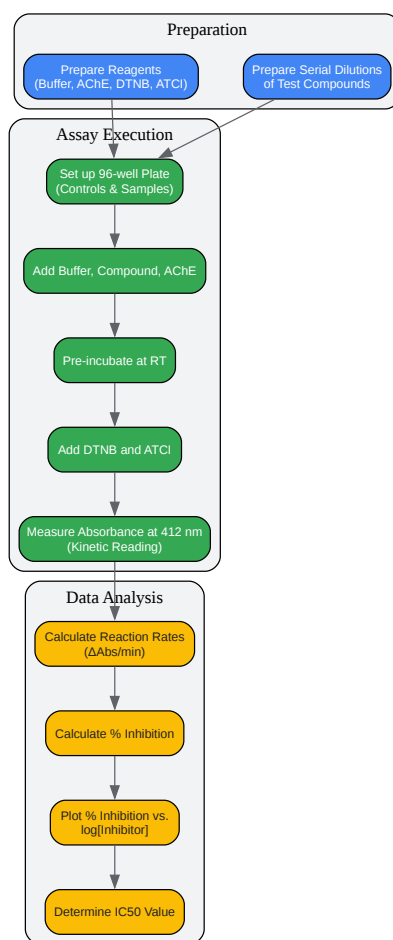 Preparation
Prepare Reagents
(Buffer, AChE, DTNB, ATCI)
Prepare Serial Dilutions
of Test Compounds
Assay Execution
Set up 96-well Plate
(Controls & Samples)
Add Buffer, Compound, AChE
Pre-incubate at RT
Add DTNB and ATCI
Measure Absorbance at 412 nm
(Kinetic Reading)
Data Analysis
Calculate Reaction Rates
(ΔAbs/min)
Calculate % Inhibition
Plot % Inhibition vs.
log[Inhibitor]
Determine IC50 Value